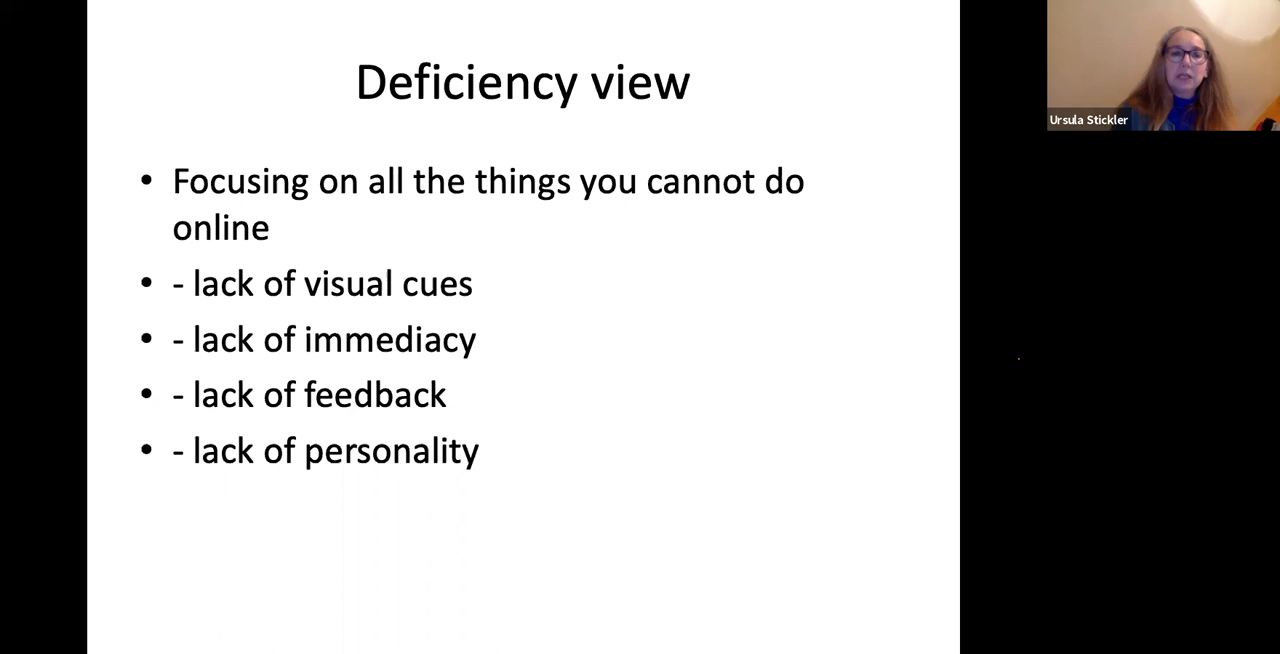 Deficiency view
• Focusing on all the things you cannot do
online
• - lack of visual cues
• - lack of immediacy
• - lack of feedback
• - lack of personality
Ursula Stickler